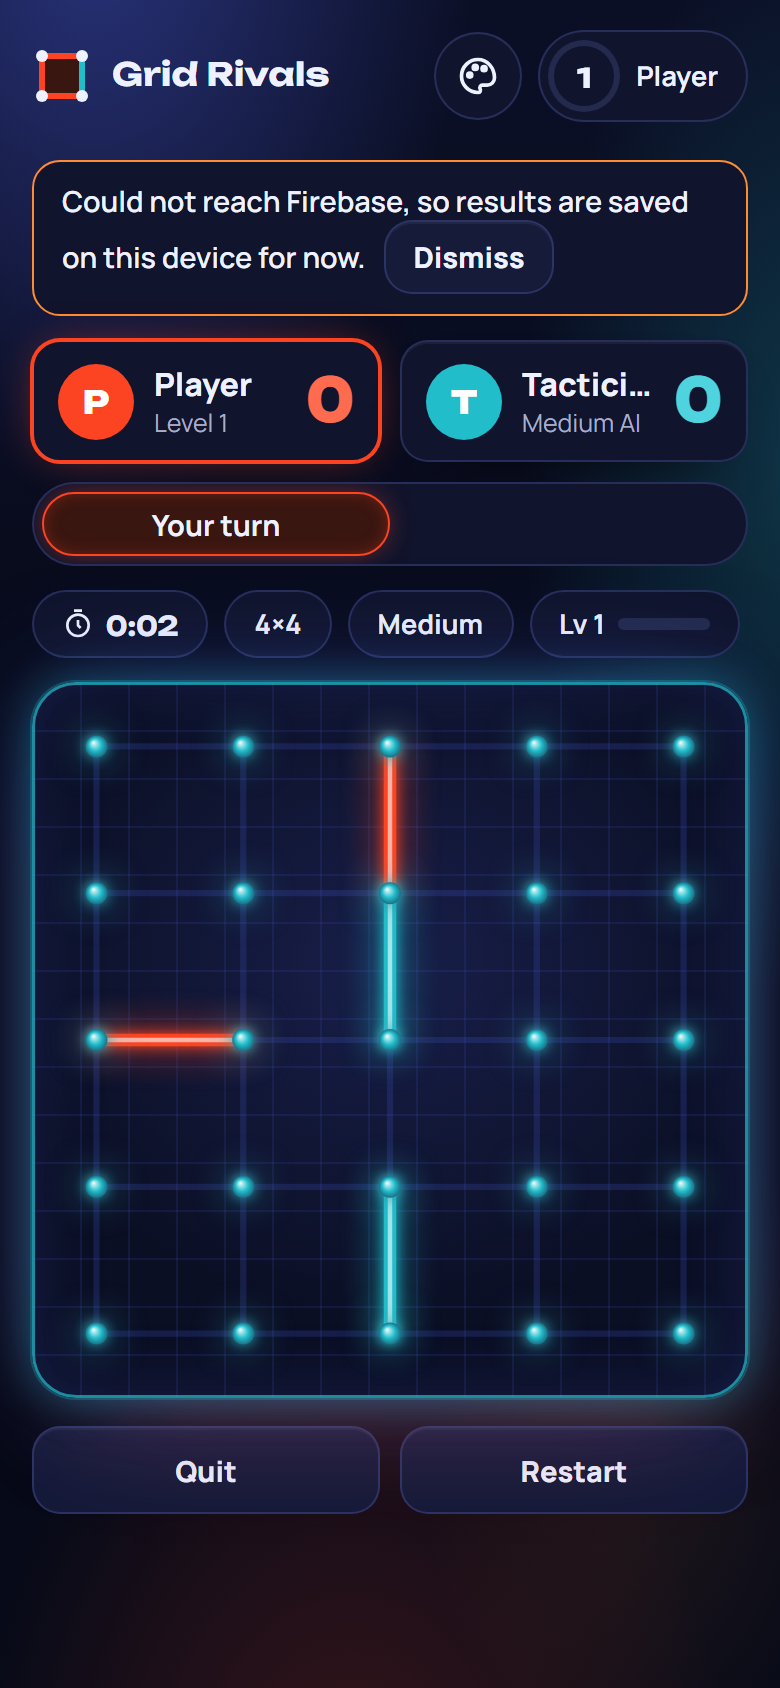 Grid Rivals
1 Player
Could not reach Firebase, so results are saved
on this device for now. Dismiss
P Player 0
Level 1
T Tactici... 0
Medium AI
Your turn
0:02 4×4 Medium Lv 1
Quit Restart